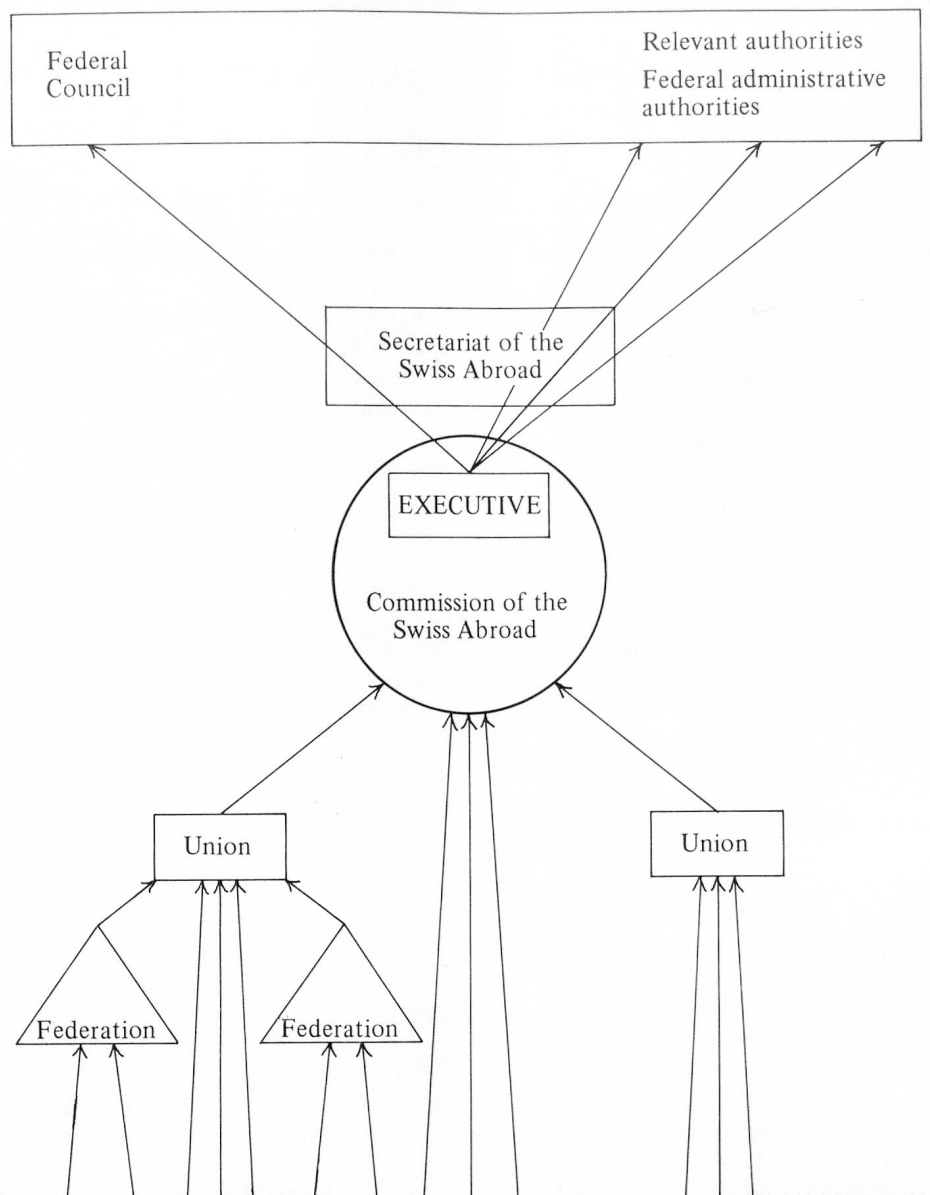 Federal
Council
Relevant authorities
Federal administrative
authorities
Secretariat of the
Swiss Abroad
EXECUTIVE
Commission of the
Swiss Abroad
Union
Union
Federation
Federation